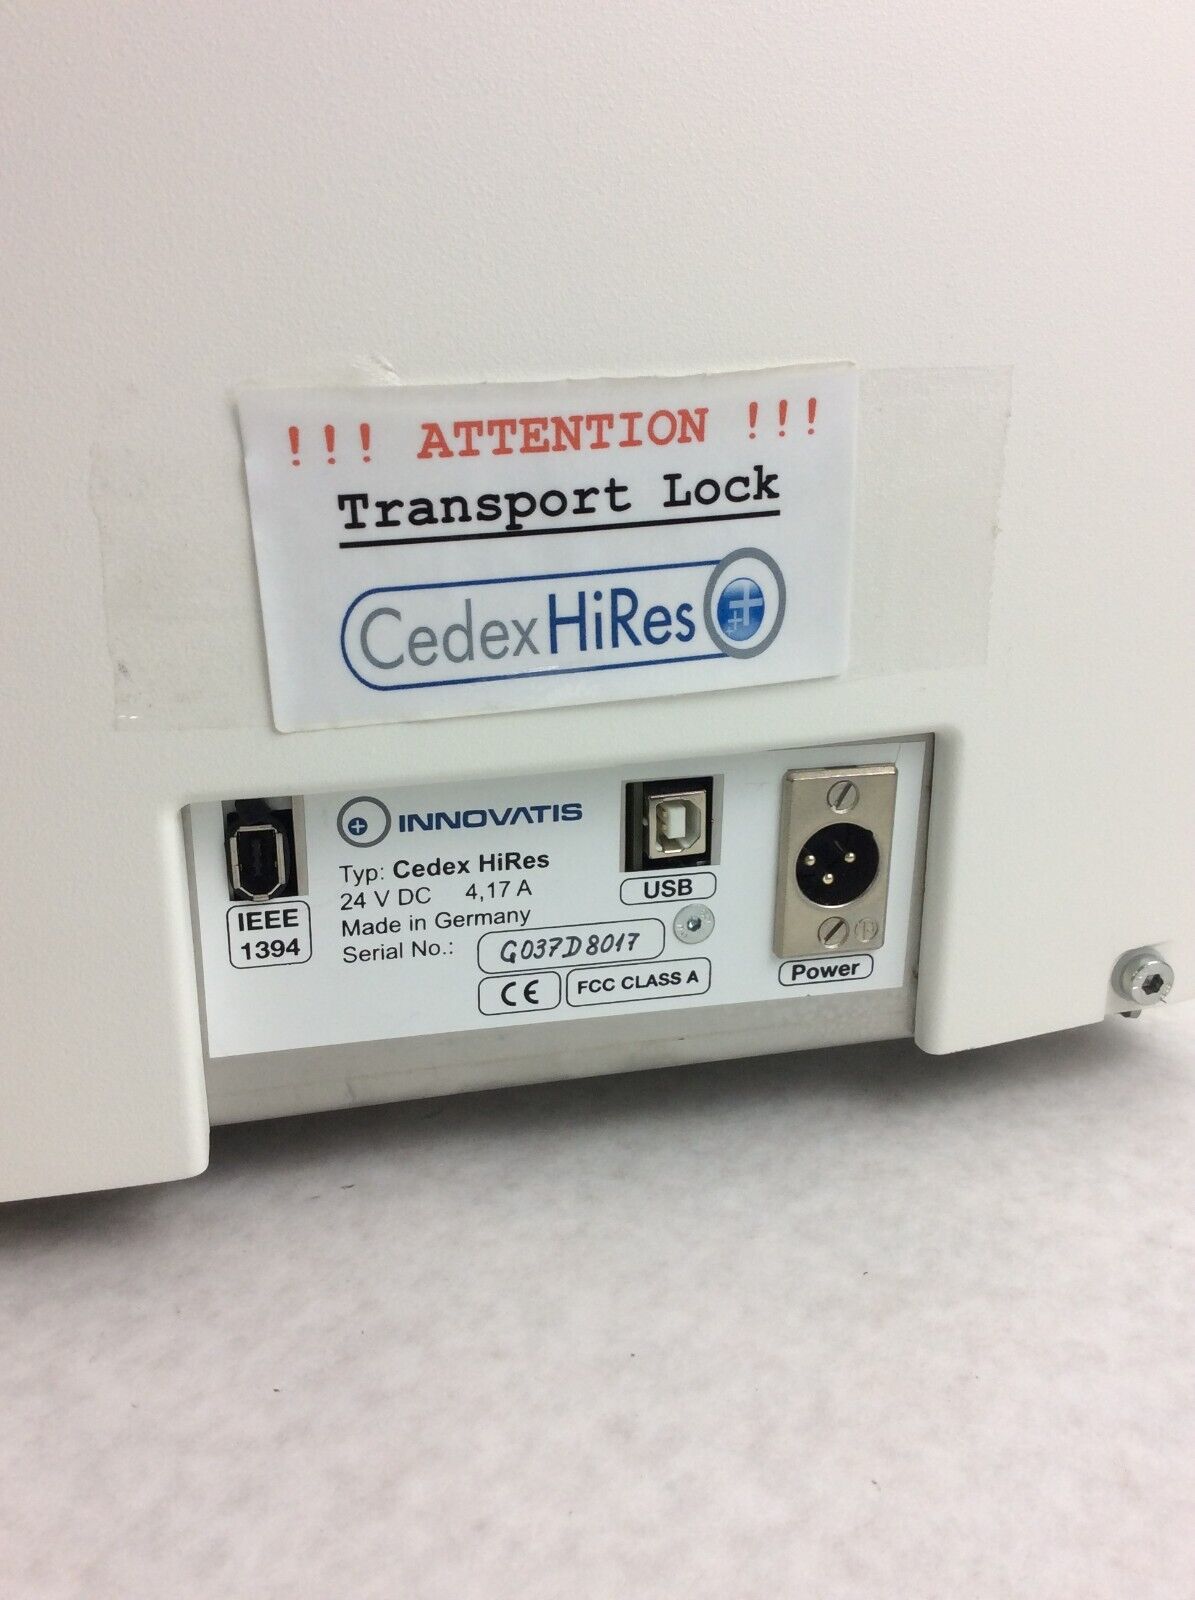 !!! ATTENTION !!!
Transport Lock
CedexHiRes
INNOVATIS
Typ: Cedex HiRes
24 V DC 4,17 A
Made in Germany
Serial No.: G037D8017
CE FCC CLASS A
IEEE
1394
USB
Power